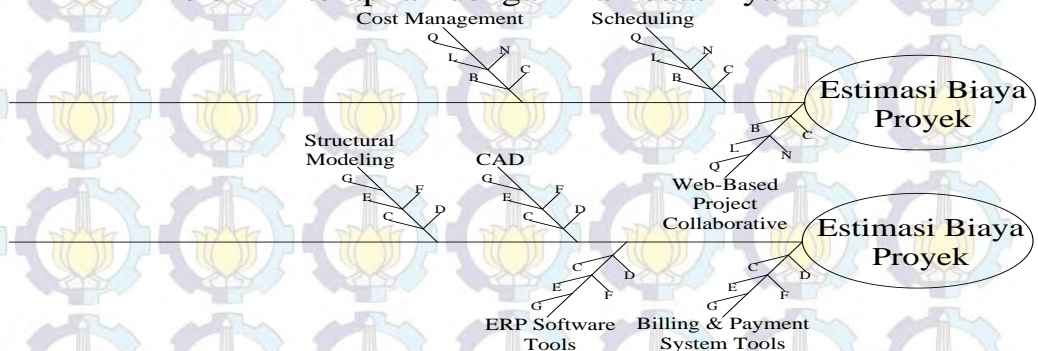 Cost Management
Scheduling
Q
L
B
N
C
Q
L
B
N
C
Estimasi Biaya
Proyek
B
L
Q
C
N
Web-Based
Project
Collaborative
Structural
Modeling
G
E
C
F
D
CAD
G
E
C
F
D
Estimasi Biaya
Proyek
C
E
G
D
F
ERP Software
Tools
C
E
G
D
F
Billing & Payment
System Tools